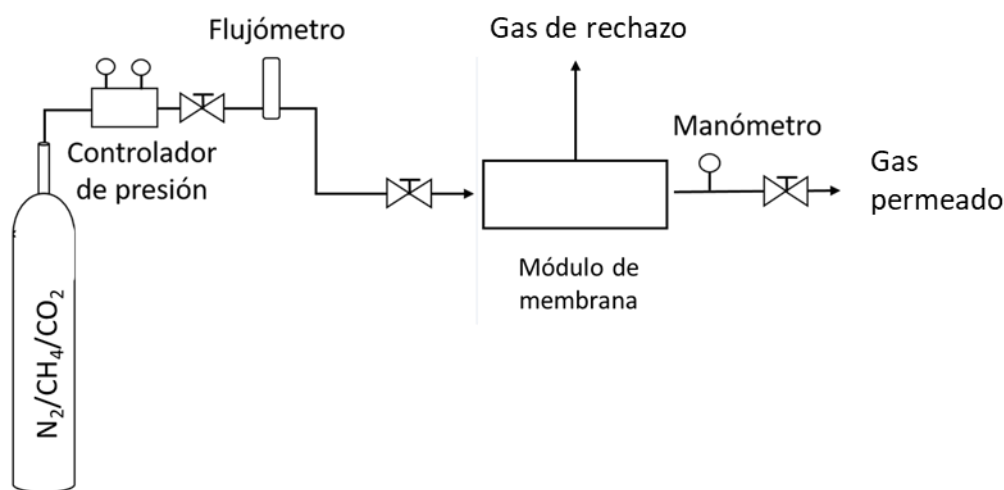 Flujómetro
Gas de rechazo
Controlador
de presión
Manómetro
Gas
permeado
Módulo de
membrana
N₂/CH₄/CO₂